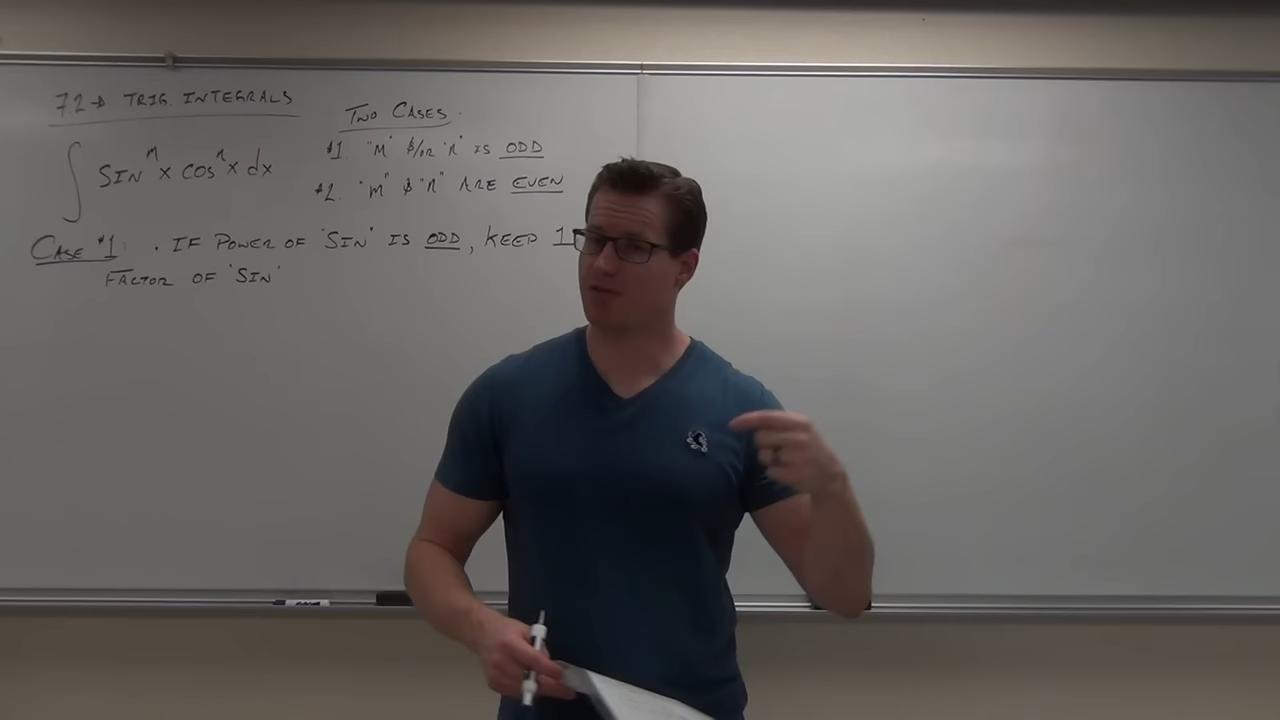 7.2→ TRIG. INTEGRALS
∫ SIN^m x COS^n x dx
TWO CASES.
#1. "M" &/OR "N" IS ODD
#2. "M" & "N" ARE EVEN
CASE #1: • IF POWER OF 'SIN' IS ODD, KEEP 1
FACTOR OF 'SIN'